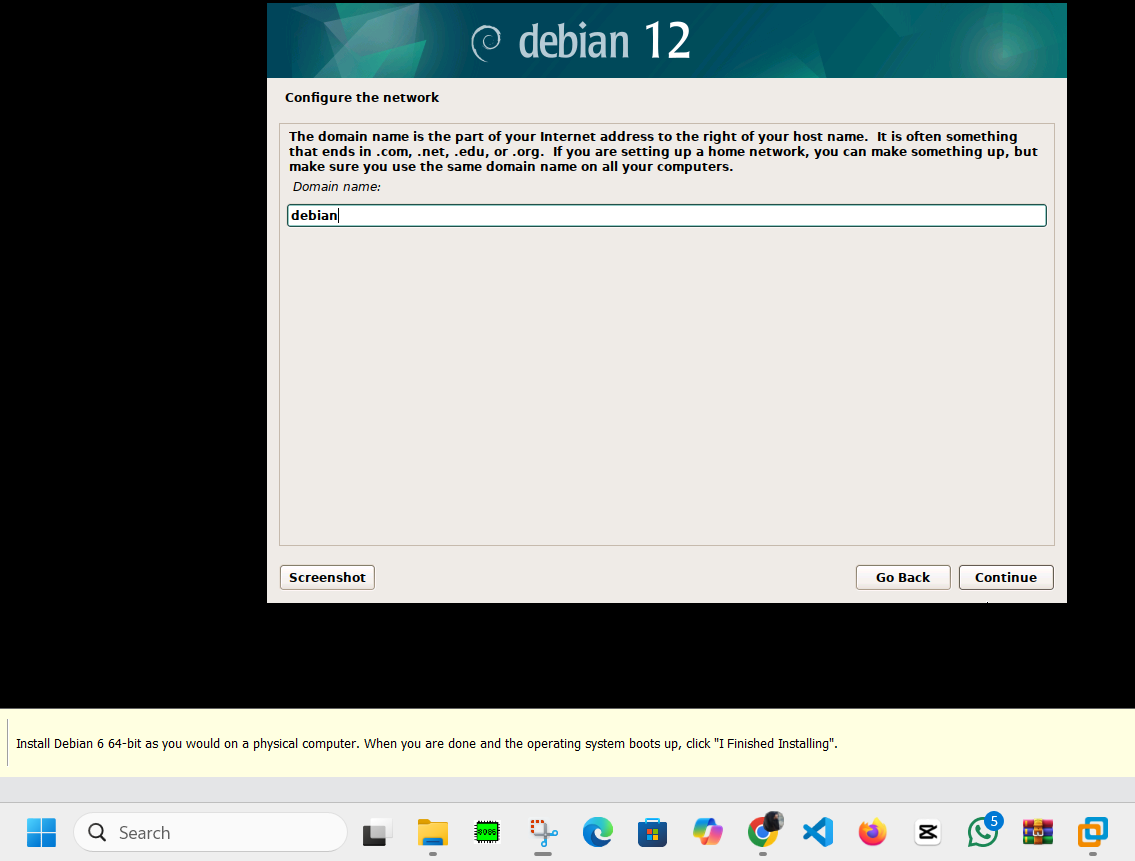 debian 12
Configure the network
The domain name is the part of your Internet address to the right of your host name.  It is often something
that ends in .com, .net, .edu, or .org.  If you are setting up a home network, you can make something up, but
make sure you use the same domain name on all your computers.
Domain name:
debian
Screenshot
Go Back
Continue
Install Debian 6 64-bit as you would on a physical computer. When you are done and the operating system boots up, click "I Finished Installing".
Search
8086
5